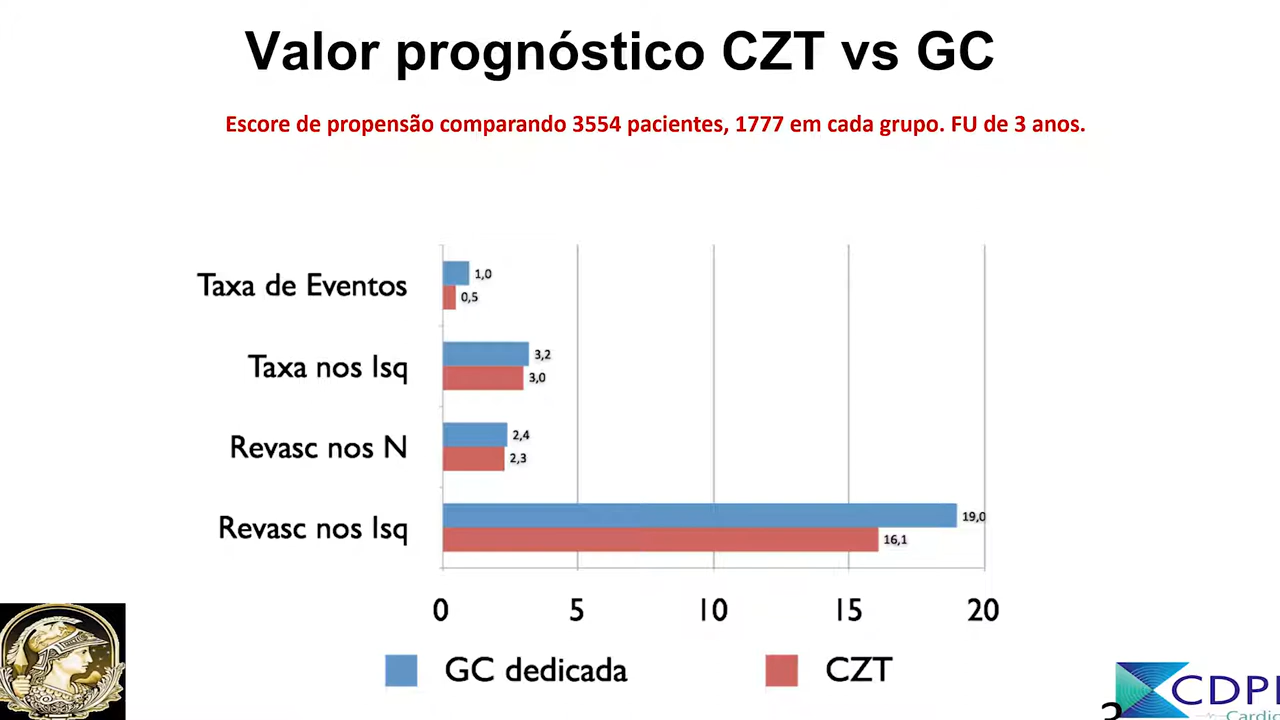 Valor prognóstico CZT vs GC
Escore de propensão comparando 3554 pacientes, 1777 em cada grupo. FU de 3 anos.
Taxa de Eventos
1,0
0,5
Taxa nos Isq
3,2
3,0
Revasc nos N
2,4
2,3
Revasc nos Isq
19,0
16,1
0 5 10 15 20
GC dedicada CZT
CDPI